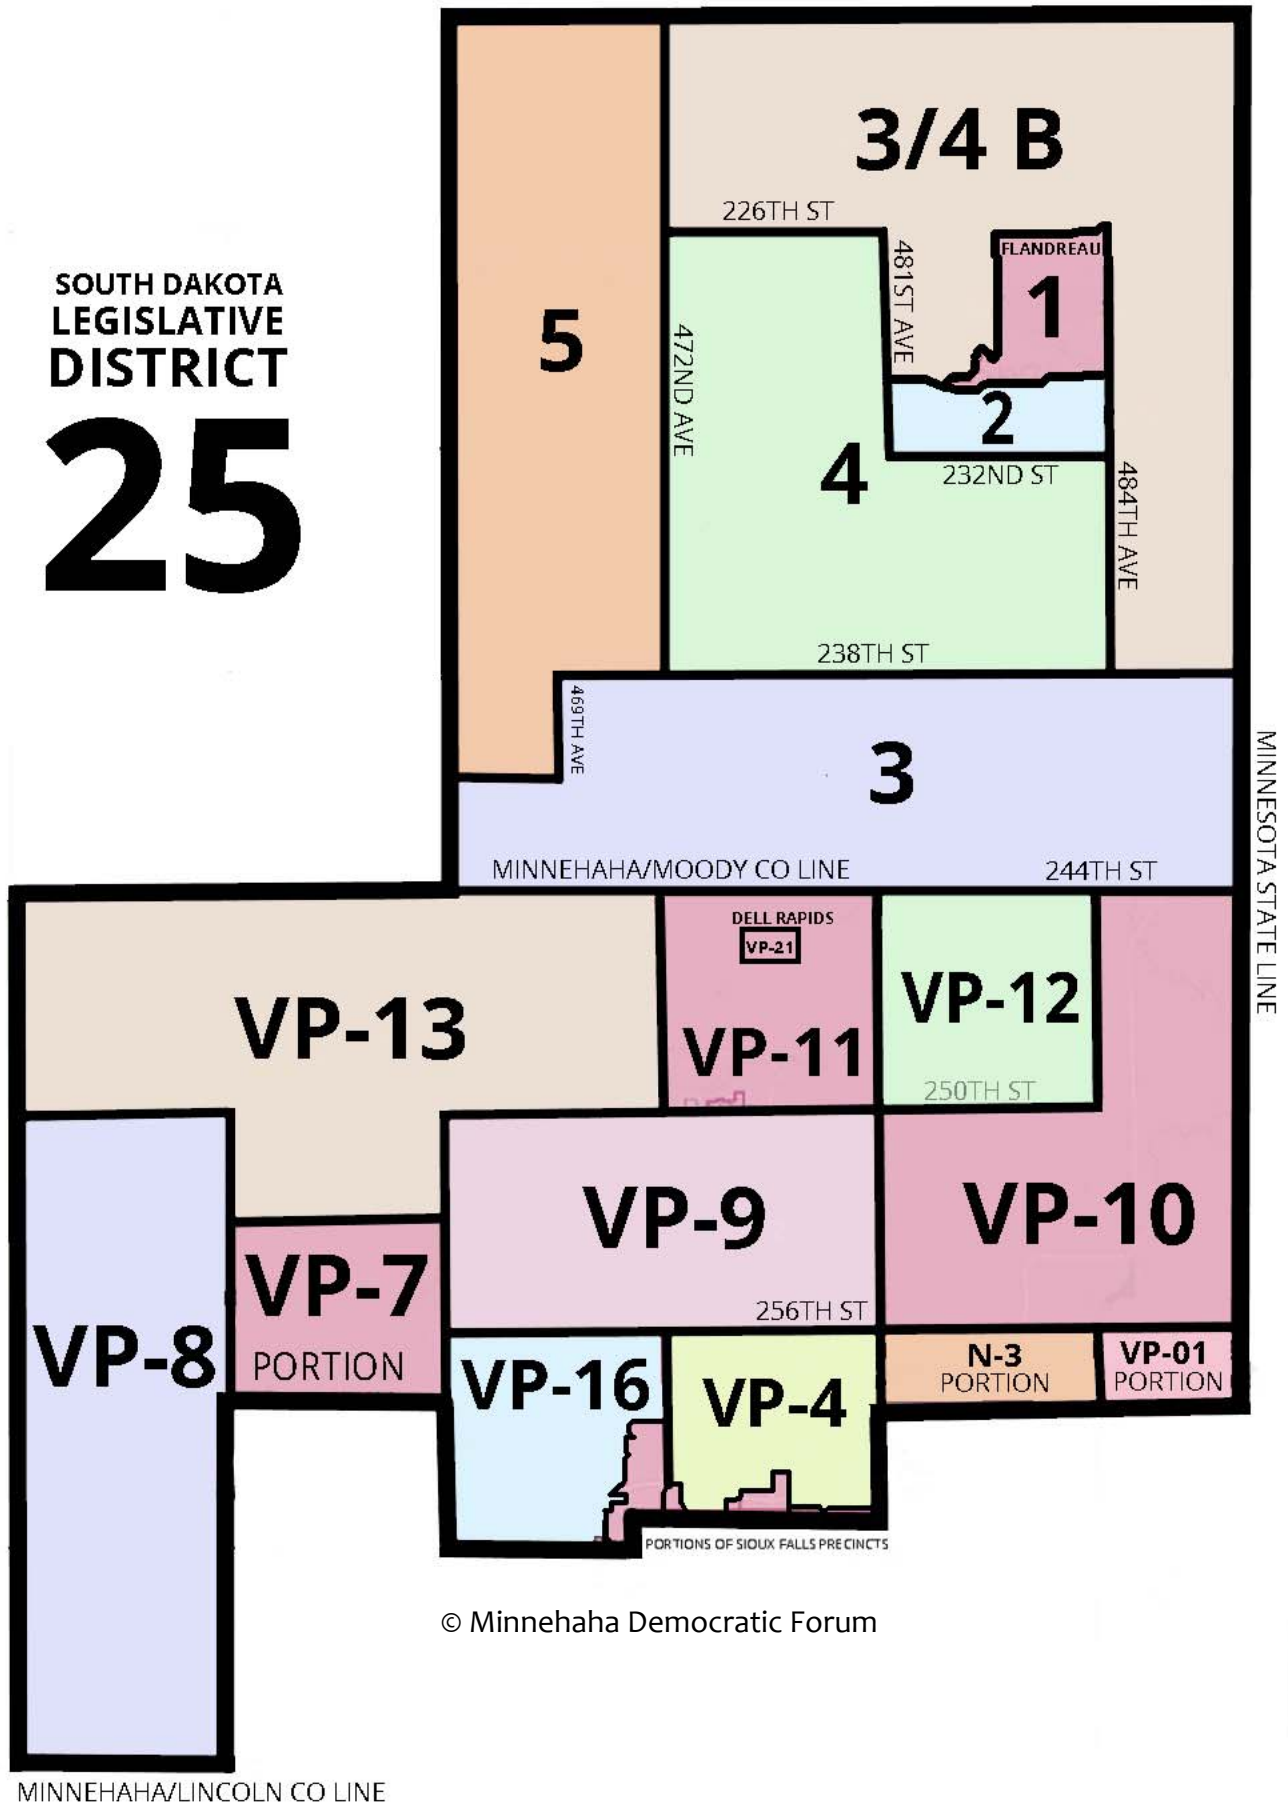 SOUTH DAKOTA
LEGISLATIVE
DISTRICT
25
3/4 B
226TH ST
FLANDREAU
481ST AVE
1
5
472ND AVE
2
4
232ND ST
484TH AVE
238TH ST
469TH AVE
3
MINNESOTA STATE LINE
MINNEHAHA/MOODY CO LINE
244TH ST
DELL RAPIDS
VP-21
VP-12
VP-13
VP-11
250TH ST
VP-9
VP-10
VP-7
PORTION
256TH ST
VP-8
VP-16
VP-4
N-3
PORTION
VP-01
PORTION
PORTIONS OF SIOUX FALLS PRECINCTS
© Minnehaha Democratic Forum
MINNEHAHA/LINCOLN CO LINE